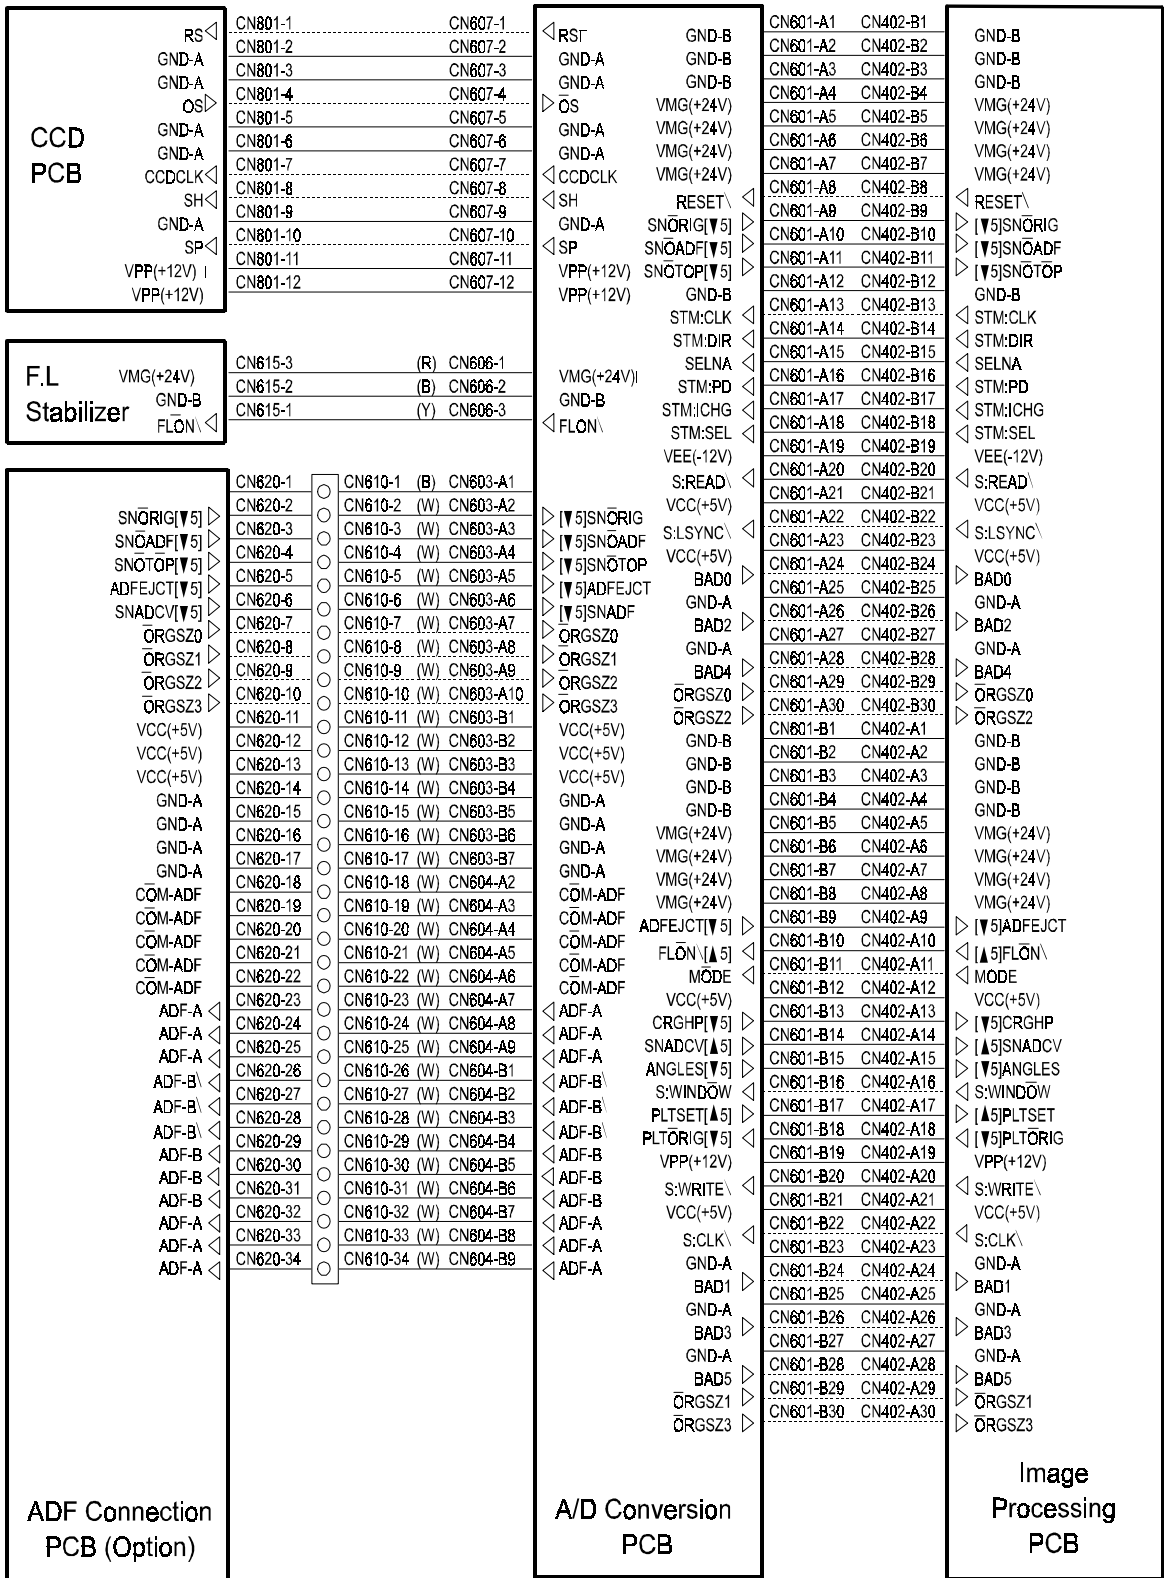 CCD
PCB
RS CN801-1 CN607-1 RST
GND-A CN801-2 CN607-2 GND-A
GND-A CN801-3 CN607-3 GND-A
OS CN801-4 CN607-4 OS
GND-A CN801-5 CN607-5 GND-A
GND-A CN801-6 CN607-6 GND-A
CCDCLK CN801-7 CN607-7 CCDCLK
SH CN801-8 CN607-8 SH
GND-A CN801-9 CN607-9 GND-A
SP CN801-10 CN607-10 SP
VPP(+12V) CN801-11 CN607-11 VPP(+12V)
VPP(+12V) CN801-12 CN607-12 VPP(+12V)
F.L
Stabilizer
VMG(+24V) CN615-3 (R) CN606-1 VMG(+24V)
GND-B CN615-2 (B) CN606-2 GND-B
FLON\ CN615-1 (Y) CN606-3 FLON\
CN620-1 CN610-1 (B) CN603-A1
SNORIG[▼5] CN620-2 CN610-2 (W) CN603-A2 [▼5]SNORIG
SNOADF[▼5] CN620-3 CN610-3 (W) CN603-A3 [▼5]SNOADF
SNOTOP[▼5] CN620-4 CN610-4 (W) CN603-A4 [▼5]SNOTOP
ADFEJCT[▼5] CN620-5 CN610-5 (W) CN603-A5 [▼5]ADFEJCT
SNADCV[▼5] CN620-6 CN610-6 (W) CN603-A6 [▼5]SNADF
ORGSZ0 CN620-7 CN610-7 (W) CN603-A7 ORGSZ0
ORGSZ1 CN620-8 CN610-8 (W) CN603-A8 ORGSZ1
ORGSZ2 CN620-9 CN610-9 (W) CN603-A9 ORGSZ2
ORGSZ3 CN620-10 CN610-10 (W) CN603-A10 ORGSZ3
VCC(+5V) CN620-11 CN610-11 (W) CN603-B1 VCC(+5V)
VCC(+5V) CN620-12 CN610-12 (W) CN603-B2 VCC(+5V)
VCC(+5V) CN620-13 CN610-13 (W) CN603-B3 VCC(+5V)
GND-A CN620-14 CN610-14 (W) CN603-B4 GND-A
GND-A CN620-15 CN610-15 (W) CN603-B5 GND-A
GND-A CN620-16 CN610-16 (W) CN603-B6 GND-A
GND-A CN620-17 CN610-17 (W) CN603-B7 GND-A
COM-ADF CN620-18 CN610-18 (W) CN604-A2 COM-ADF
COM-ADF CN620-19 CN610-19 (W) CN604-A3 COM-ADF
COM-ADF CN620-20 CN610-20 (W) CN604-A4 COM-ADF
COM-ADF CN620-21 CN610-21 (W) CN604-A5 COM-ADF
COM-ADF CN620-22 CN610-22 (W) CN604-A6 COM-ADF
ADF-A CN620-23 CN610-23 (W) CN604-A7 ADF-A
ADF-A CN620-24 CN610-24 (W) CN604-A8 ADF-A
ADF-A CN620-25 CN610-25 (W) CN604-A9 ADF-A
ADF-B\ CN620-26 CN610-26 (W) CN604-B1 ADF-B\
ADF-B\ CN620-27 CN610-27 (W) CN604-B2 ADF-B\
ADF-B\ CN620-28 CN610-28 (W) CN604-B3 ADF-B\
ADF-B CN620-29 CN610-29 (W) CN604-B4 ADF-B
ADF-B CN620-30 CN610-30 (W) CN604-B5 ADF-B
ADF-B CN620-31 CN610-31 (W) CN604-B6 ADF-B
ADF-A CN620-32 CN610-32 (W) CN604-B7 ADF-A
ADF-A CN620-33 CN610-33 (W) CN604-B8 ADF-A
ADF-A CN620-34 CN610-34 (W) CN604-B9 ADF-A
ADF Connection
PCB (Option)
GND-B CN601-A1 CN402-B1 GND-B
GND-B CN601-A2 CN402-B2 GND-B
GND-B CN601-A3 CN402-B3 GND-B
VMG(+24V) CN601-A4 CN402-B4 VMG(+24V)
VMG(+24V) CN601-A5 CN402-B5 VMG(+24V)
VMG(+24V) CN601-A6 CN402-B6 VMG(+24V)
VMG(+24V) CN601-A7 CN402-B7 VMG(+24V)
RESET\ CN601-A8 CN402-B8 RESET\
SNORIG[▼5] CN601-A9 CN402-B9 [▼5]SNORIG
SNOADF[▼5] CN601-A10 CN402-B10 [▼5]SNOADF
SNOTOP[▼5] CN601-A11 CN402-B11 [▼5]SNOTOP
GND-B CN601-A12 CN402-B12 GND-B
STM:CLK CN601-A13 CN402-B13 STM:CLK
STM:DIR CN601-A14 CN402-B14 STM:DIR
SELNA CN601-A15 CN402-B15 SELNA
STM:PD CN601-A16 CN402-B16 STM:PD
STM:ICHG CN601-A17 CN402-B17 STM:ICHG
STM:SEL CN601-A18 CN402-B18 STM:SEL
VEE(-12V) CN601-A19 CN402-B19 VEE(-12V)
S:READ\ CN601-A20 CN402-B20 S:READ\
VCC(+5V) CN601-A21 CN402-B21 VCC(+5V)
S:LSYNC\ CN601-A22 CN402-B22 S:LSYNC\
VCC(+5V) CN601-A23 CN402-B23 VCC(+5V)
BAD0 CN601-A24 CN402-B24 BAD0
GND-A CN601-A25 CN402-B25 GND-A
BAD2 CN601-A26 CN402-B26 BAD2
GND-A CN601-A27 CN402-B27 GND-A
BAD4 CN601-A28 CN402-B28 BAD4
ORGSZ0 CN601-A29 CN402-B29 ORGSZ0
ORGSZ2 CN601-A30 CN402-B30 ORGSZ2
GND-B CN601-B1 CN402-A1 GND-B
GND-B CN601-B2 CN402-A2 GND-B
GND-B CN601-B3 CN402-A3 GND-B
GND-B CN601-B4 CN402-A4 GND-B
VMG(+24V) CN601-B5 CN402-A5 VMG(+24V)
VMG(+24V) CN601-B6 CN402-A6 VMG(+24V)
VMG(+24V) CN601-B7 CN402-A7 VMG(+24V)
VMG(+24V) CN601-B8 CN402-A8 VMG(+24V)
ADFEJCT[▼5] CN601-B9 CN402-A9 [▼5]ADFEJCT
FLON\[▲5] CN601-B10 CN402-A10 [▲5]FLON\
MODE CN601-B11 CN402-A11 MODE
VCC(+5V) CN601-B12 CN402-A12 VCC(+5V)
CRGHP[▼5] CN601-B13 CN402-A13 [▼5]CRGHP
SNADCV[▲5] CN601-B14 CN402-A14 [▲5]SNADCV
ANGLES[▼5] CN601-B15 CN402-A15 [▼5]ANGLES
S:WINDOW CN601-B16 CN402-A16 S:WINDOW
PLTSET[▲5] CN601-B17 CN402-A17 [▲5]PLTSET
PLTORIG[▼5] CN601-B18 CN402-A18 [▼5]PLTORIG
VPP(+12V) CN601-B19 CN402-A19 VPP(+12V)
S:WRITE\ CN601-B20 CN402-A20 S:WRITE\
VCC(+5V) CN601-B21 CN402-A21 VCC(+5V)
S:CLK\ CN601-B22 CN402-A22 S:CLK\
GND-A CN601-B23 CN402-A23 GND-A
BAD1 CN601-B24 CN402-A24 BAD1
GND-A CN601-B25 CN402-A25 GND-A
BAD3 CN601-B26 CN402-A26 BAD3
GND-A CN601-B27 CN402-A27 GND-A
BAD5 CN601-B28 CN402-A28 BAD5
ORGSZ1 CN601-B29 CN402-A29 ORGSZ1
ORGSZ3 CN601-B30 CN402-A30 ORGSZ3
A/D Conversion
PCB
Image
Processing
PCB